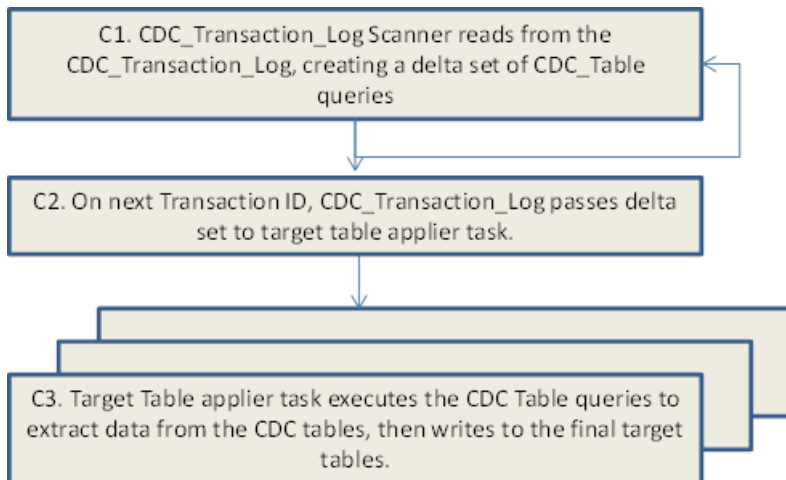 C1. CDC_Transaction_Log Scanner reads from the
CDC_Transaction_Log, creating a delta set of CDC_Table
queries
C2. On next Transaction ID, CDC_Transaction_Log passes delta
set to target table applier task.
C3. Target Table applier task executes the CDC Table queries to
extract data from the CDC tables, then writes to the final target
tables.